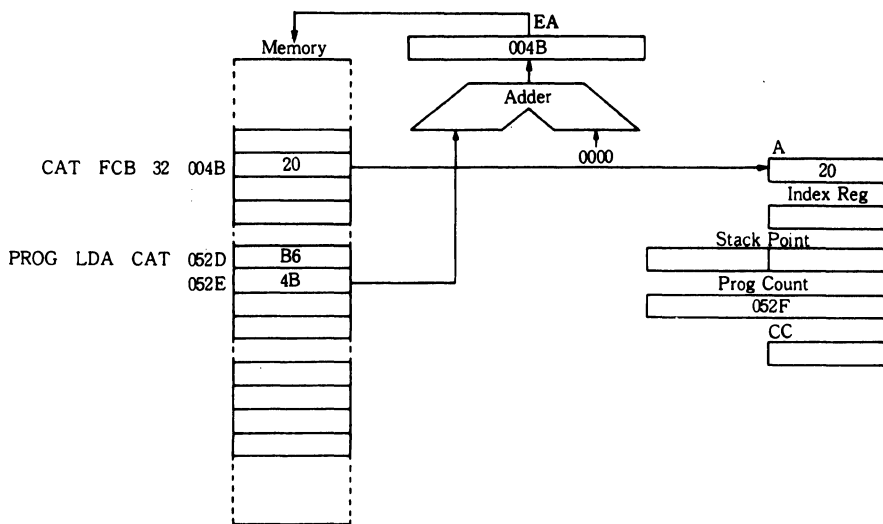 EA
Memory
004B
Adder
0000
A
CAT FCB 32 004B
20
20
Index Reg
Stack Point
PROG LDA CAT 052D
B6
052E
4B
Prog Count
052F
CC